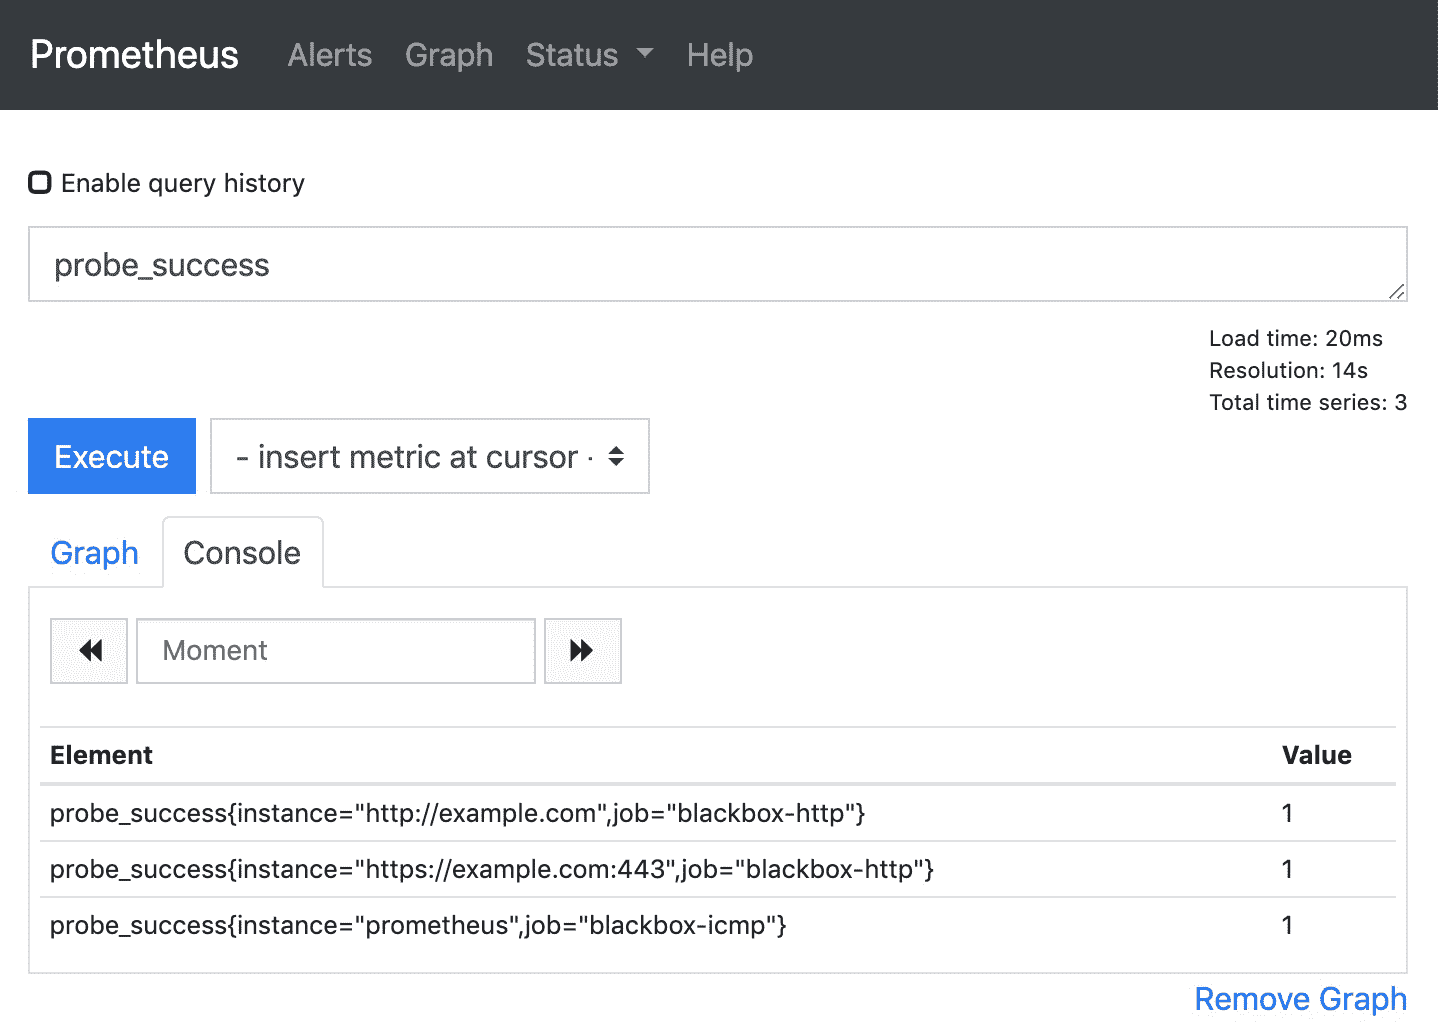 Prometheus Alerts Graph Status Help
Enable query history
probe_success
Load time: 20ms
Resolution: 14s
Total time series: 3
Execute - insert metric at cursor -
Graph Console
Moment
Element Value
probe_success{instance="http://example.com",job="blackbox-http"} 1
probe_success{instance="https://example.com:443",job="blackbox-http"} 1
probe_success{instance="prometheus",job="blackbox-icmp"} 1
Remove Graph